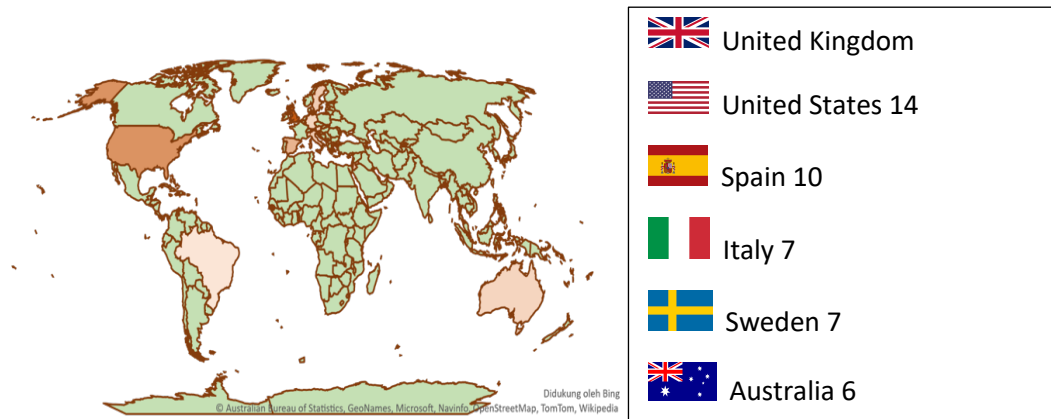 United Kingdom
United States 14
Spain 10
Italy 7
Sweden 7
Australia 6
Didukung oleh Bing
© Australian Bureau of Statistics, GeoNames, Microsoft, Navinfo, OpenStreetMap, TomTom, Wikipedia